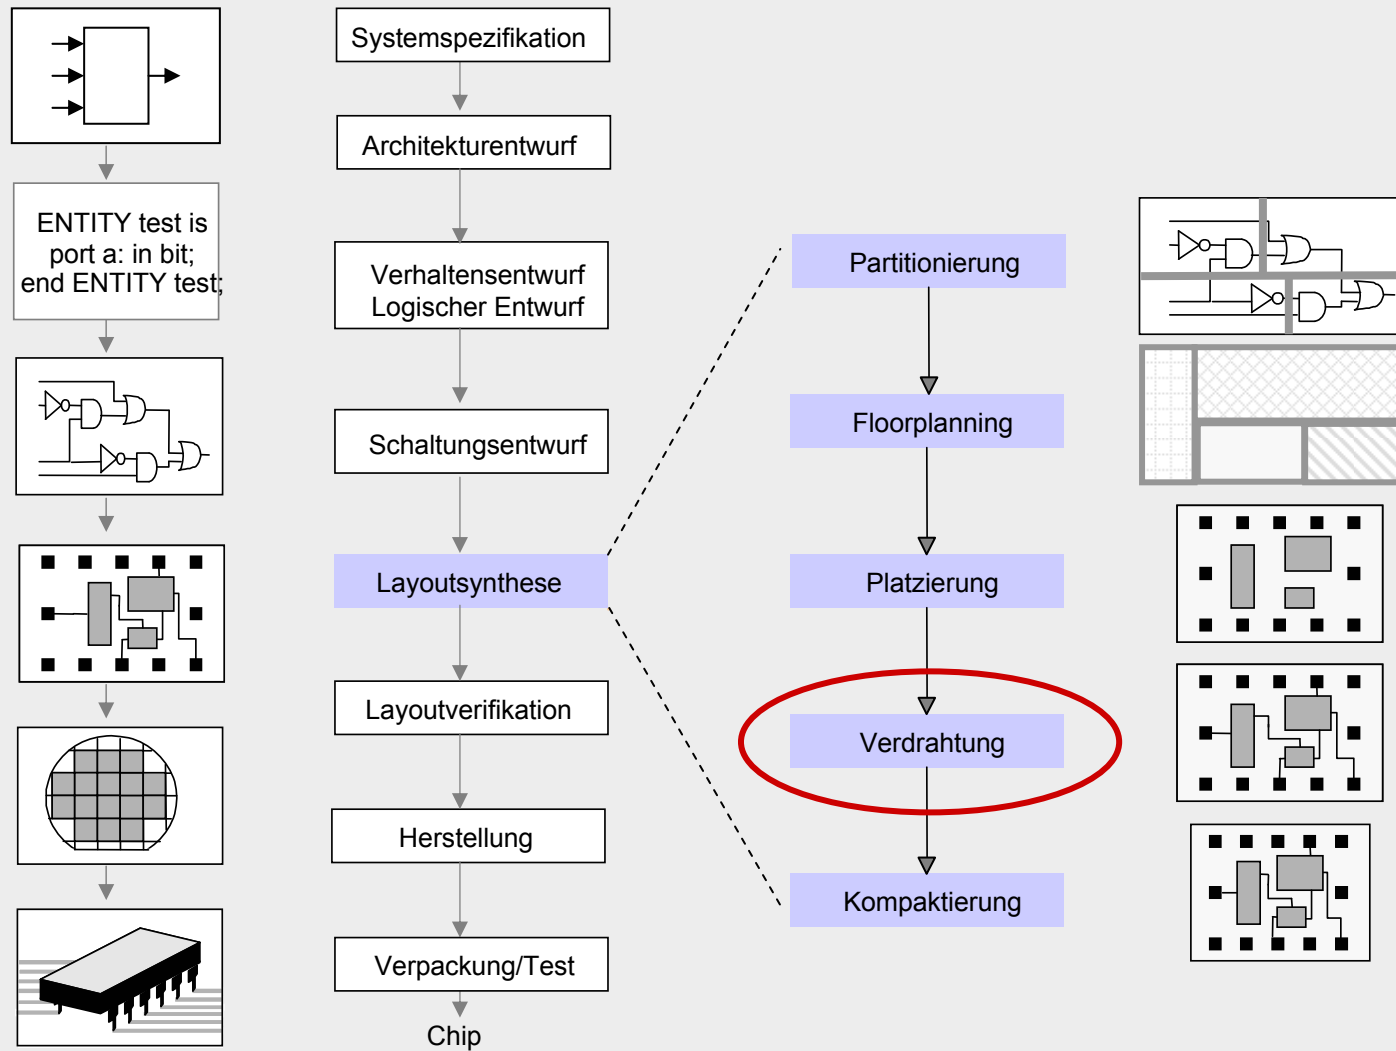 Systemspezifikation
Architekturentwurf
ENTITY test is
port a: in bit;
end ENTITY test;
Verhaltensentwurf
Logischer Entwurf
Schaltungsentwurf
Layoutsynthese
Layoutverifikation
Herstellung
Verpackung/Test
Chip
Partitionierung
Floorplanning
Platzierung
Verdrahtung
Kompaktierung